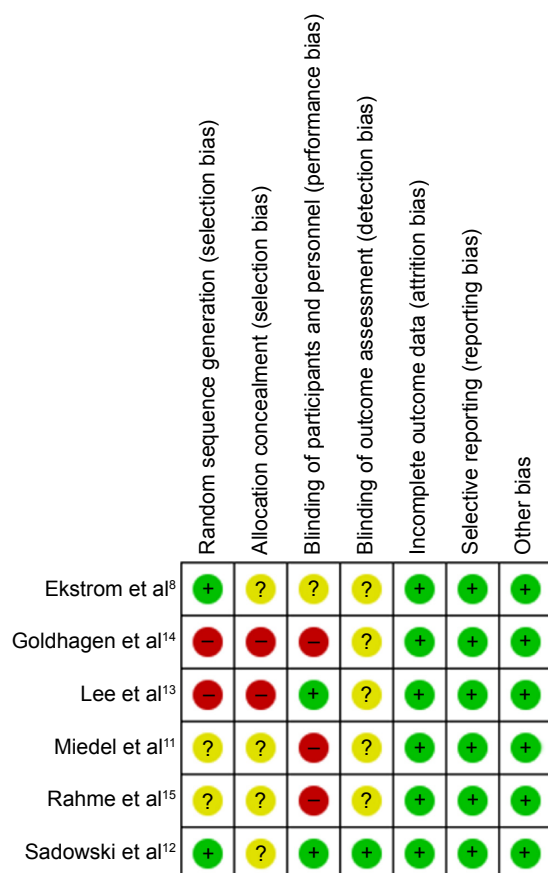 Random sequence generation (selection bias)
Allocation concealment (selection bias)
Blinding of participants and personnel (performance bias)
Blinding of outcome assessment (detection bias)
Incomplete outcome data (attrition bias)
Selective reporting (reporting bias)
Other bias
Ekstrom et al⁸ + ? ? ? + + +
Goldhagen et al¹⁴ – – – ? + + +
Lee et al¹³ – – + ? + + +
Miedel et al¹¹ ? ? – ? + + +
Rahme et al¹⁵ ? ? – ? + + +
Sadowski et al¹² + ? + + + + +